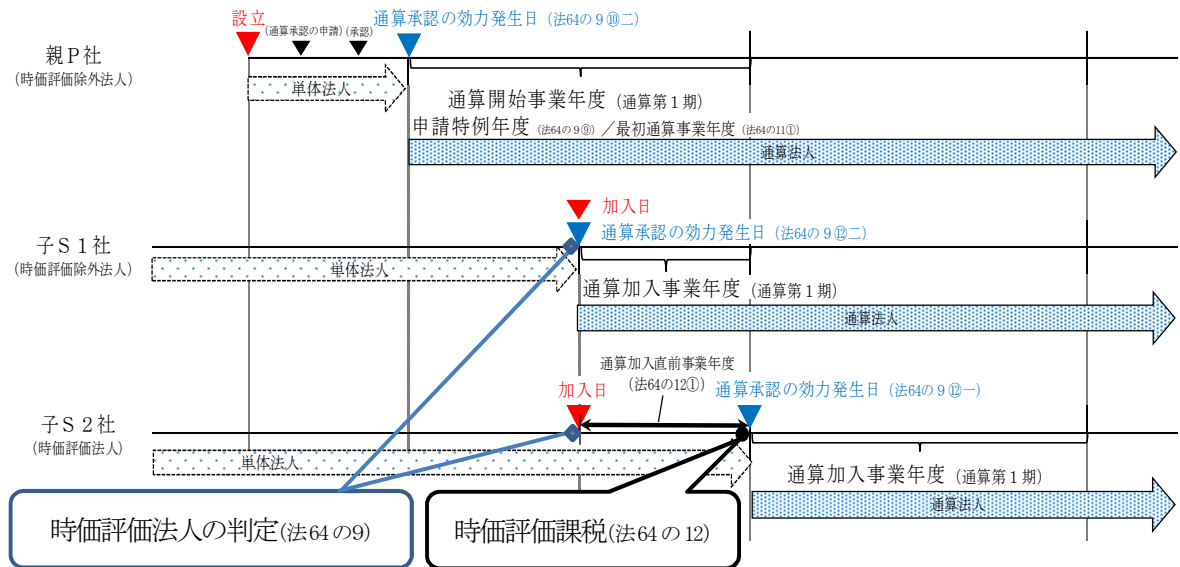 設立
(通算承認の申請)
(承認)
通算承認の効力発生日(法64の9⑩二)
親P社
(時価評価除外法人)
単体法人
通算開始事業年度(通算第1期)
申請特例年度(法64の9⑨)/最初通算事業年度(法64の11①)
通算法人
加入日
子S1社
(時価評価除外法人)
通算承認の効力発生日(法64の9⑫二)
単体法人
通算加入事業年度(通算第1期)
通算法人
通算加入直前事業年度
(法64の12①)
加入日
通算承認の効力発生日(法64の9⑫一)
子S2社
(時価評価法人)
単体法人
通算加入事業年度(通算第1期)
通算法人
時価評価法人の判定(法64の9)
時価評価課税(法64の12)